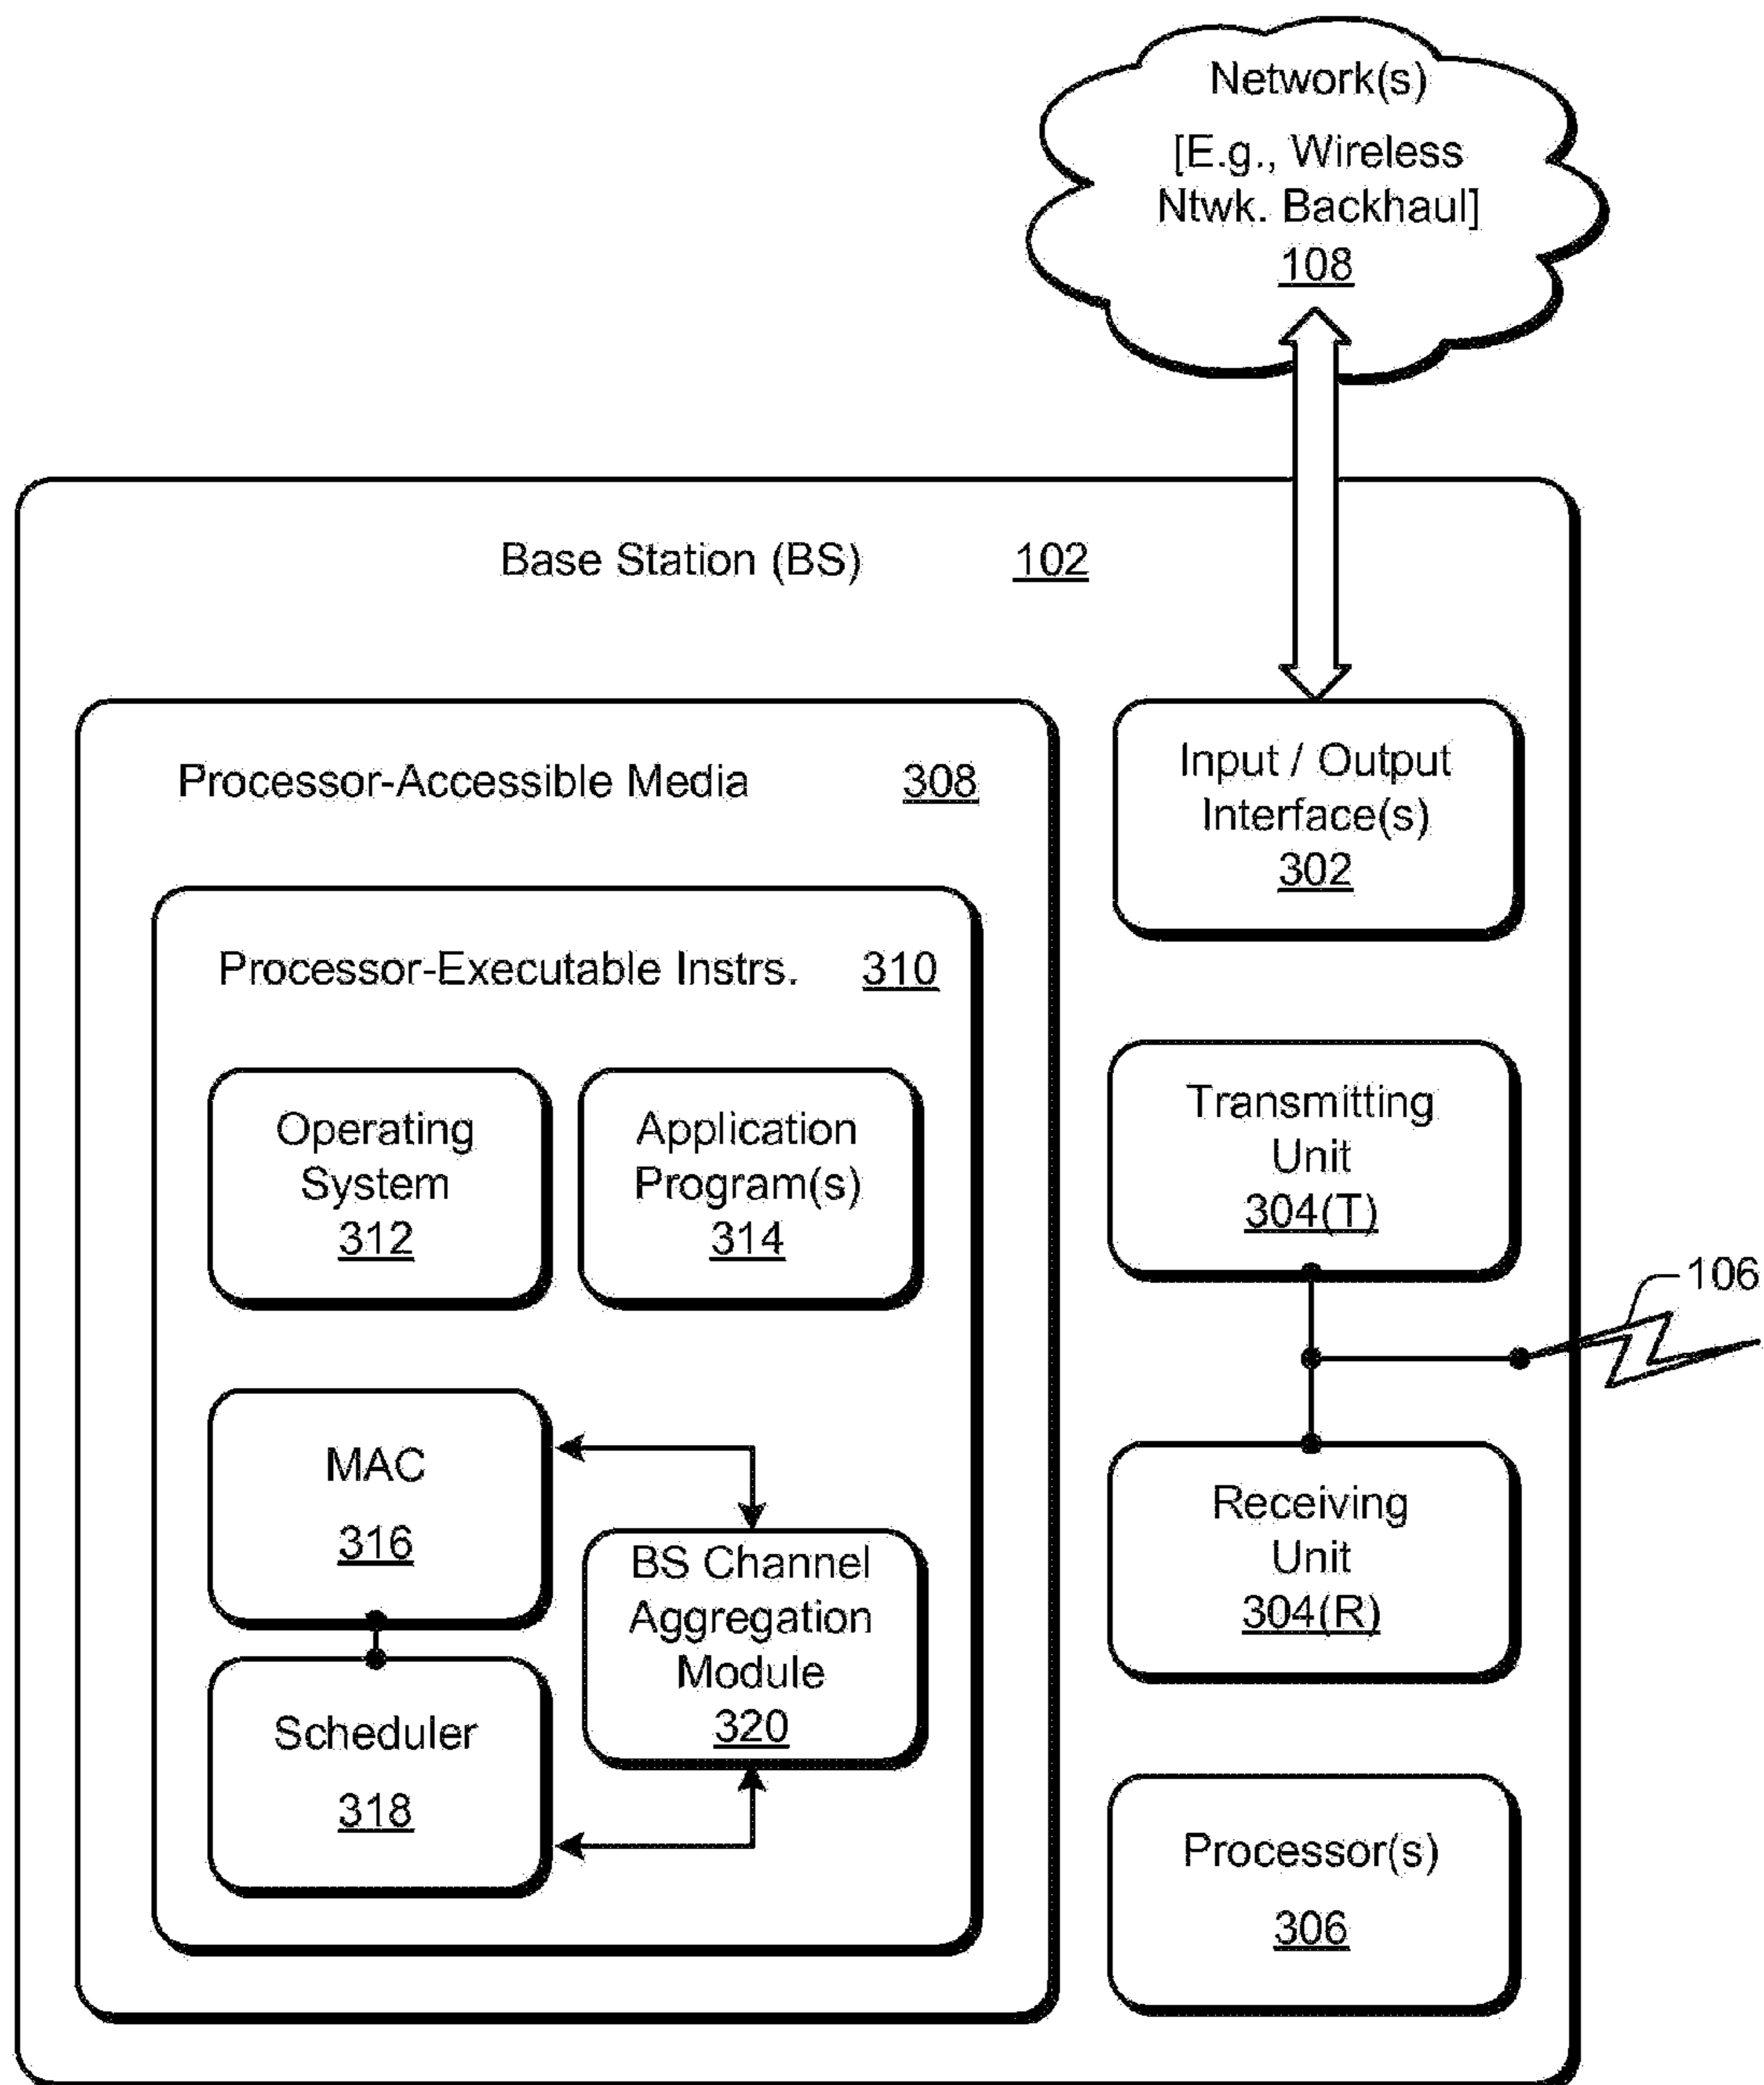 Network(s)
[E.g., Wireless
Ntwk. Backhaul]
108
Base Station (BS) 102
Processor-Accessible Media 308
Input / Output
Interface(s)
302
Processor-Executable Instrs. 310
Operating
System
312
Application
Program(s)
314
Transmitting
Unit
304(T)
106
MAC
316
BS Channel
Aggregation
Module
320
Receiving
Unit
304(R)
Scheduler
318
Processor(s)
306